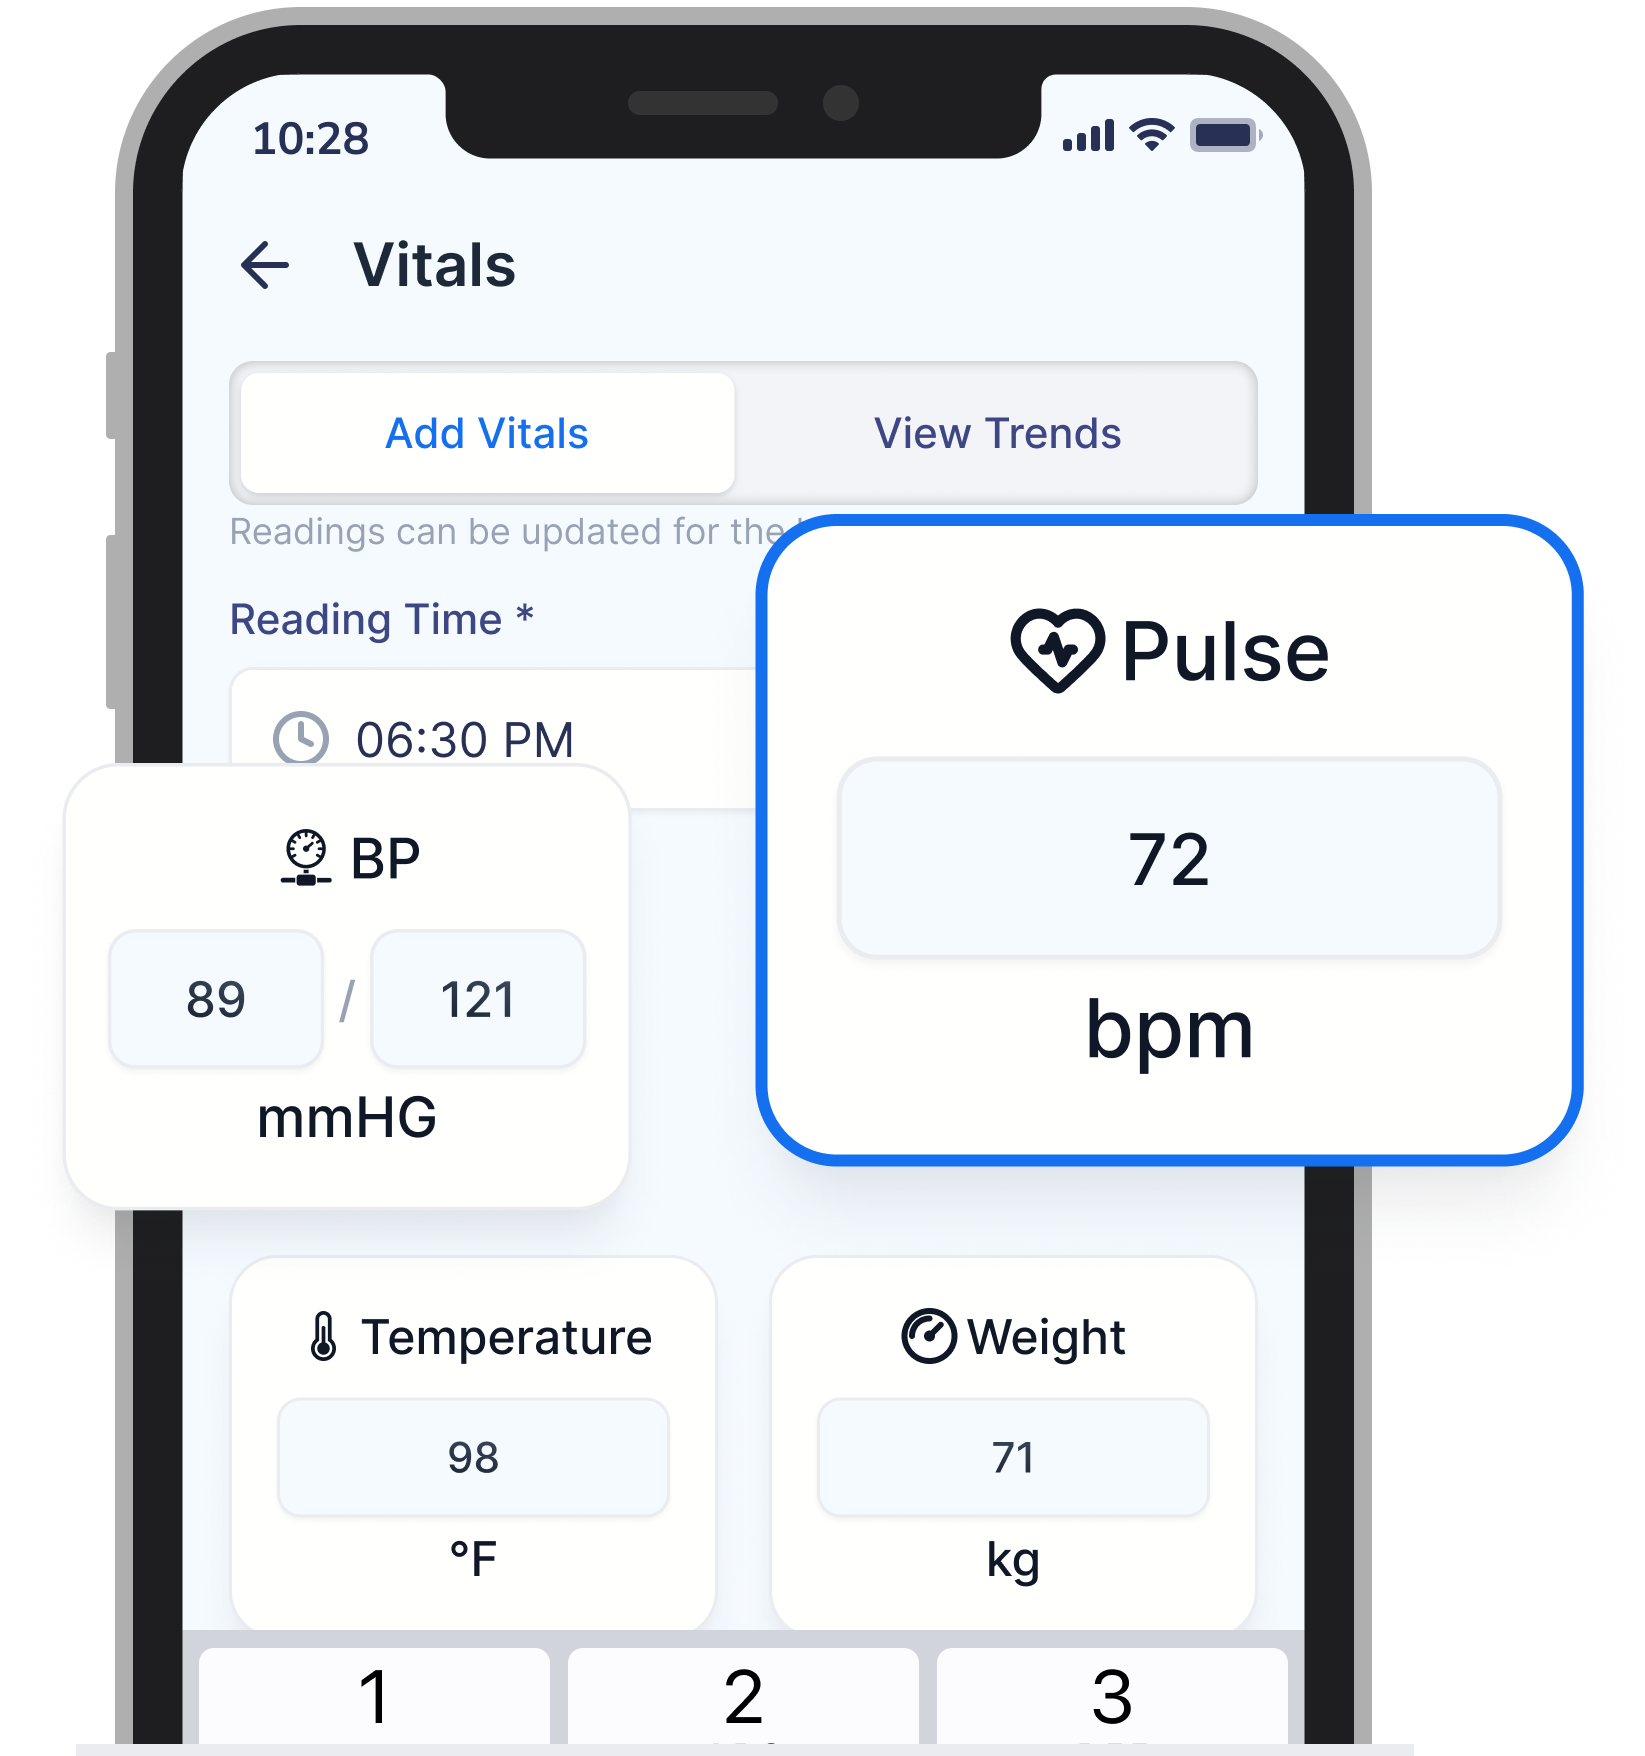 10:28
Vitals
Add Vitals View Trends
Readings can be updated for the
Reading Time *
06:30 PM
Pulse
72
bpm
BP
89 / 121
mmHG
Temperature
98
°F
Weight
71
kg
1 2 3